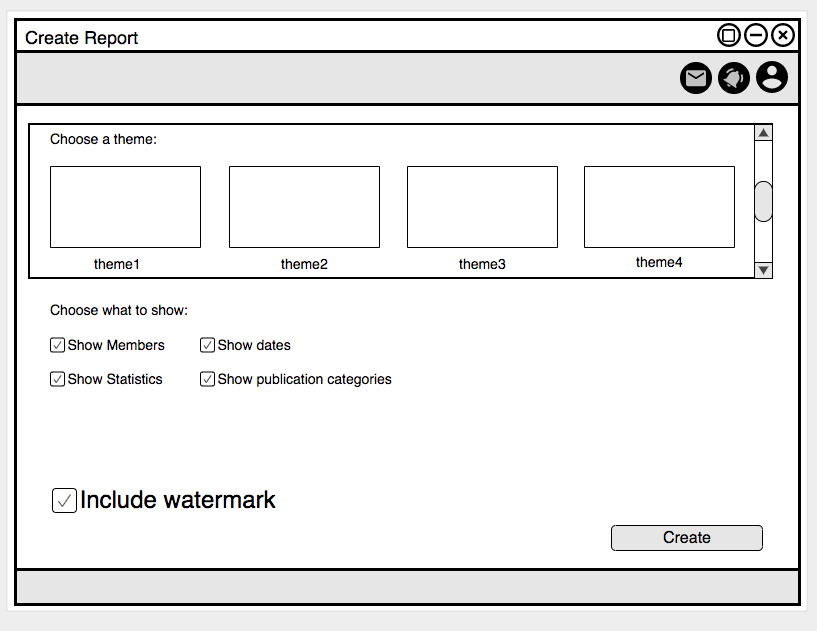 Create Report
Choose a theme:
theme1 theme2 theme3 theme4
Choose what to show:
Show Members Show dates
Show Statistics Show publication categories
Include watermark
Create